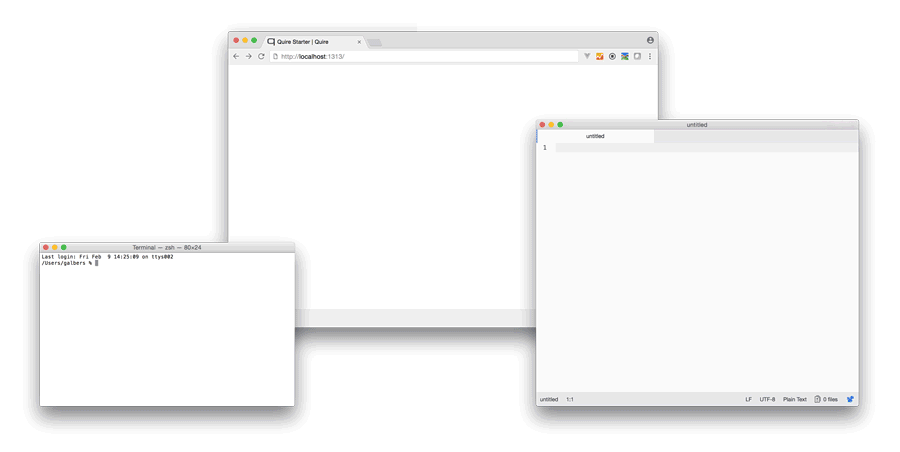 Quire Starter | Quire
http://localhost:1313/
untitled
untitled
1
Terminal — zsh — 80×24
Last login: Fri Feb  9 14:25:09 on ttys002
/Users/galbers %
untitled 1:1 LF UTF-8 Plain Text 0 files